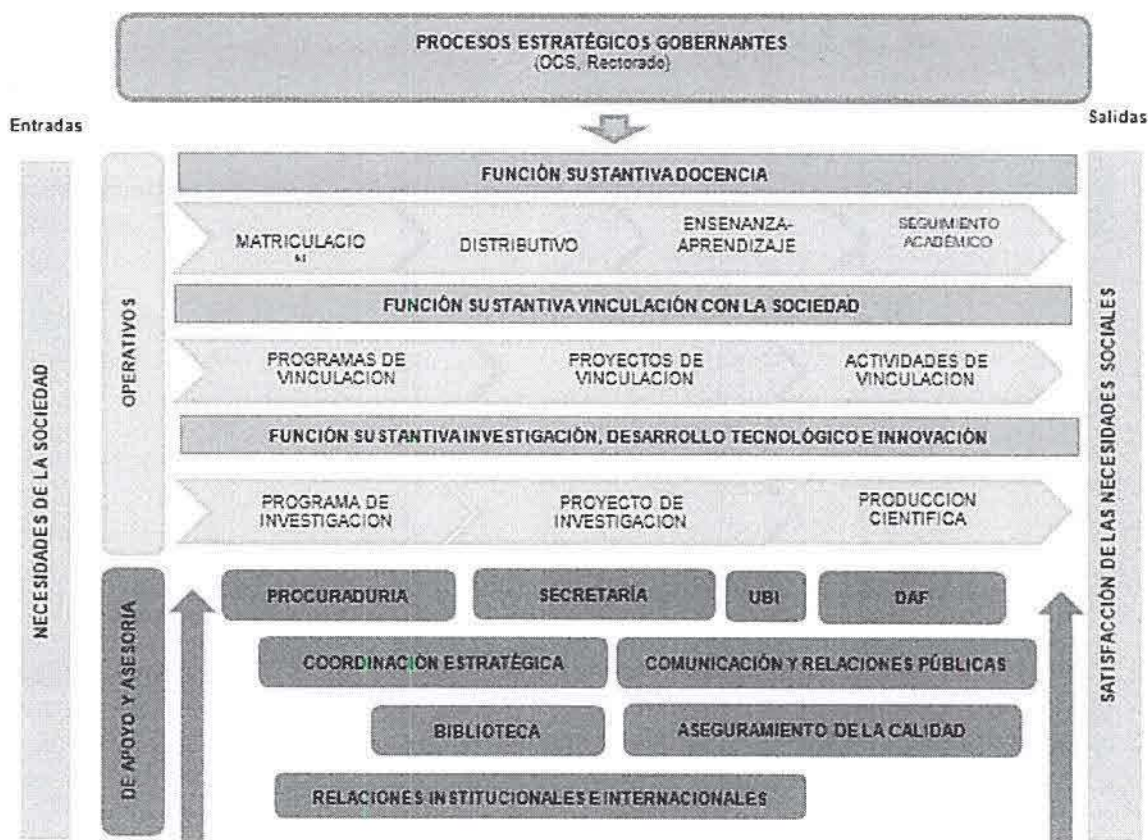 PROCESOS ESTRATÉGICOS GOBERNANTES
(OCS, Rectorado)
Entradas
Salidas
NECESIDADES DE LA SOCIEDAD
OPERATIVOS
FUNCIÓN SUSTANTIVA DOCENCIA
MATRICULACIO
N
DISTRIBUTIVO
ENSENANZA-
APRENDIZAJE
SEGUIMIENTO
ACADÉMICO
FUNCIÓN SUSTANTIVA VINCULACIÓN CON LA SOCIEDAD
PROGRAMAS DE
VINCULACION
PROYECTOS DE
VINCULACION
ACTIVIDADES DE
VINCULACION
FUNCIÓN SUSTANTIVA INVESTIGACIÓN, DESARROLLO TECNOLÓGICO E INNOVACIÓN
PROGRAMA DE
INVESTIGACION
PROYECTO DE
INVESTIGACION
PRODUCCION
CIENTIFICA
SATISFACCIÓN DE LAS NECESIDADES SOCIALES
DE APOYO Y ASESORIA
PROCURADURIA
SECRETARÍA
UBI
DAF
COORDINACIÓN ESTRATÉGICA
COMUNICACIÓN Y RELACIONES PÚBLICAS
BIBLIOTECA
ASEGURAMIENTO DE LA CALIDAD
RELACIONES INSTITUCIONALES E INTERNACIONALES